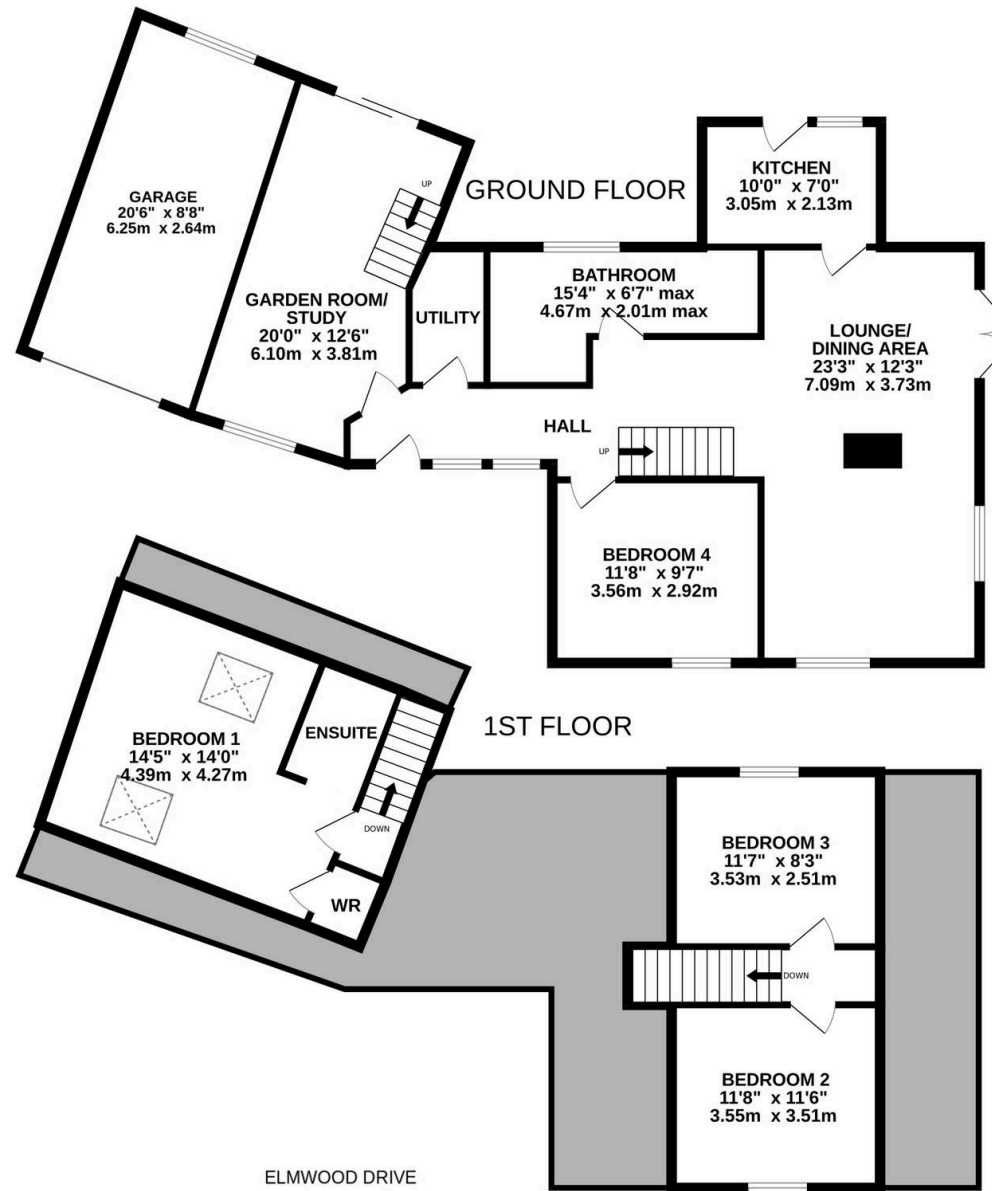 GROUND FLOOR
GARAGE
20'6" x 8'8"
6.25m x 2.64m
UP
GARDEN ROOM/
STUDY
20'0" x 12'6"
6.10m x 3.81m
UTILITY
BATHROOM
15'4" x 6'7" max
4.67m x 2.01m max
KITCHEN
10'0" x 7'0"
3.05m x 2.13m
LOUNGE/
DINING AREA
23'3" x 12'3"
7.09m x 3.73m
HALL
UP
BEDROOM 4
11'8" x 9'7"
3.56m x 2.92m
1ST FLOOR
BEDROOM 1
14'5" x 14'0"
4.39m x 4.27m
ENSUITE
DOWN
WR
BEDROOM 3
11'7" x 8'3"
3.53m x 2.51m
DOWN
BEDROOM 2
11'8" x 11'6"
3.55m x 3.51m
ELMWOOD DRIVE